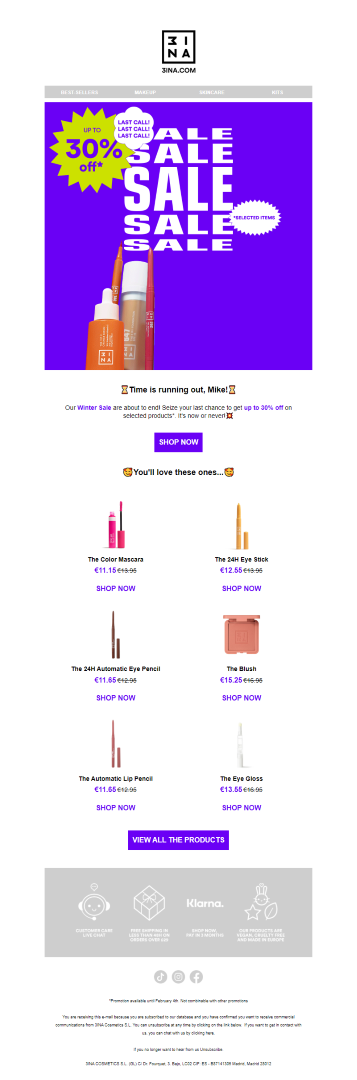 3INA
3INA.COM
BEST SELLERS MAKEUP SKINCARE KITS
UP TO
30%
off*
LAST CALL!
LAST CALL!
LAST CALL!
SALE
SALE
SALE
SALE
SALE
*SELECTED ITEMS
3INA
⏳Time is running out, Mike!⏳
Our Winter Sale are about to end! Seize your last chance to get up to 30% off on
selected products*. It's now or never!💥
SHOP NOW
🥰You'll love these ones...🥰
The Color Mascara
€11.15 €13.95
SHOP NOW
The 24H Eye Stick
€12.55 €13.95
SHOP NOW
The 24H Automatic Eye Pencil
€11.65 €12.95
SHOP NOW
The Blush
€15.25 €16.95
SHOP NOW
The Automatic Lip Pencil
€11.65 €12.95
SHOP NOW
The Eye Gloss
€13.55 €16.95
SHOP NOW
VIEW ALL THE PRODUCTS
CUSTOMER CARE
LIVE CHAT
FREE SHIPPING IN
LESS THAN 48H ON
ORDERS OVER
Klarna.
SHOP NOW,
PAY IN 3 MONTHS
OUR PRODUCTS ARE
VEGAN, CRUELTY FREE
AND MADE IN EUROPE
*Promotion available until February 4th. Not combinable with other promotions
You are receiving this e-mail because you are subscribed to our database and you have confirmed you want to receive commercial
communications from 3INA Cosmetics S.L. You can unsubscribe at any time by clicking on the link below. If you want to get in contact with
us, you can chat with us by clicking here.
If you no longer want to hear from us Unsubscribe.
3INA COSMETICS S.L. (GL) C/ Dr. Fourquet, 3. Bajo, LC02 CIF: ES - B87141309 Madrid, Madrid 28012